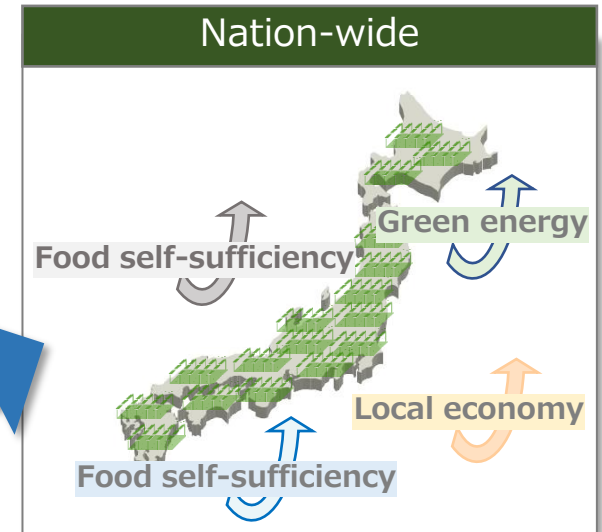 Nation-wide
Green energy
Food self-sufficiency
Local economy
Food self-sufficiency